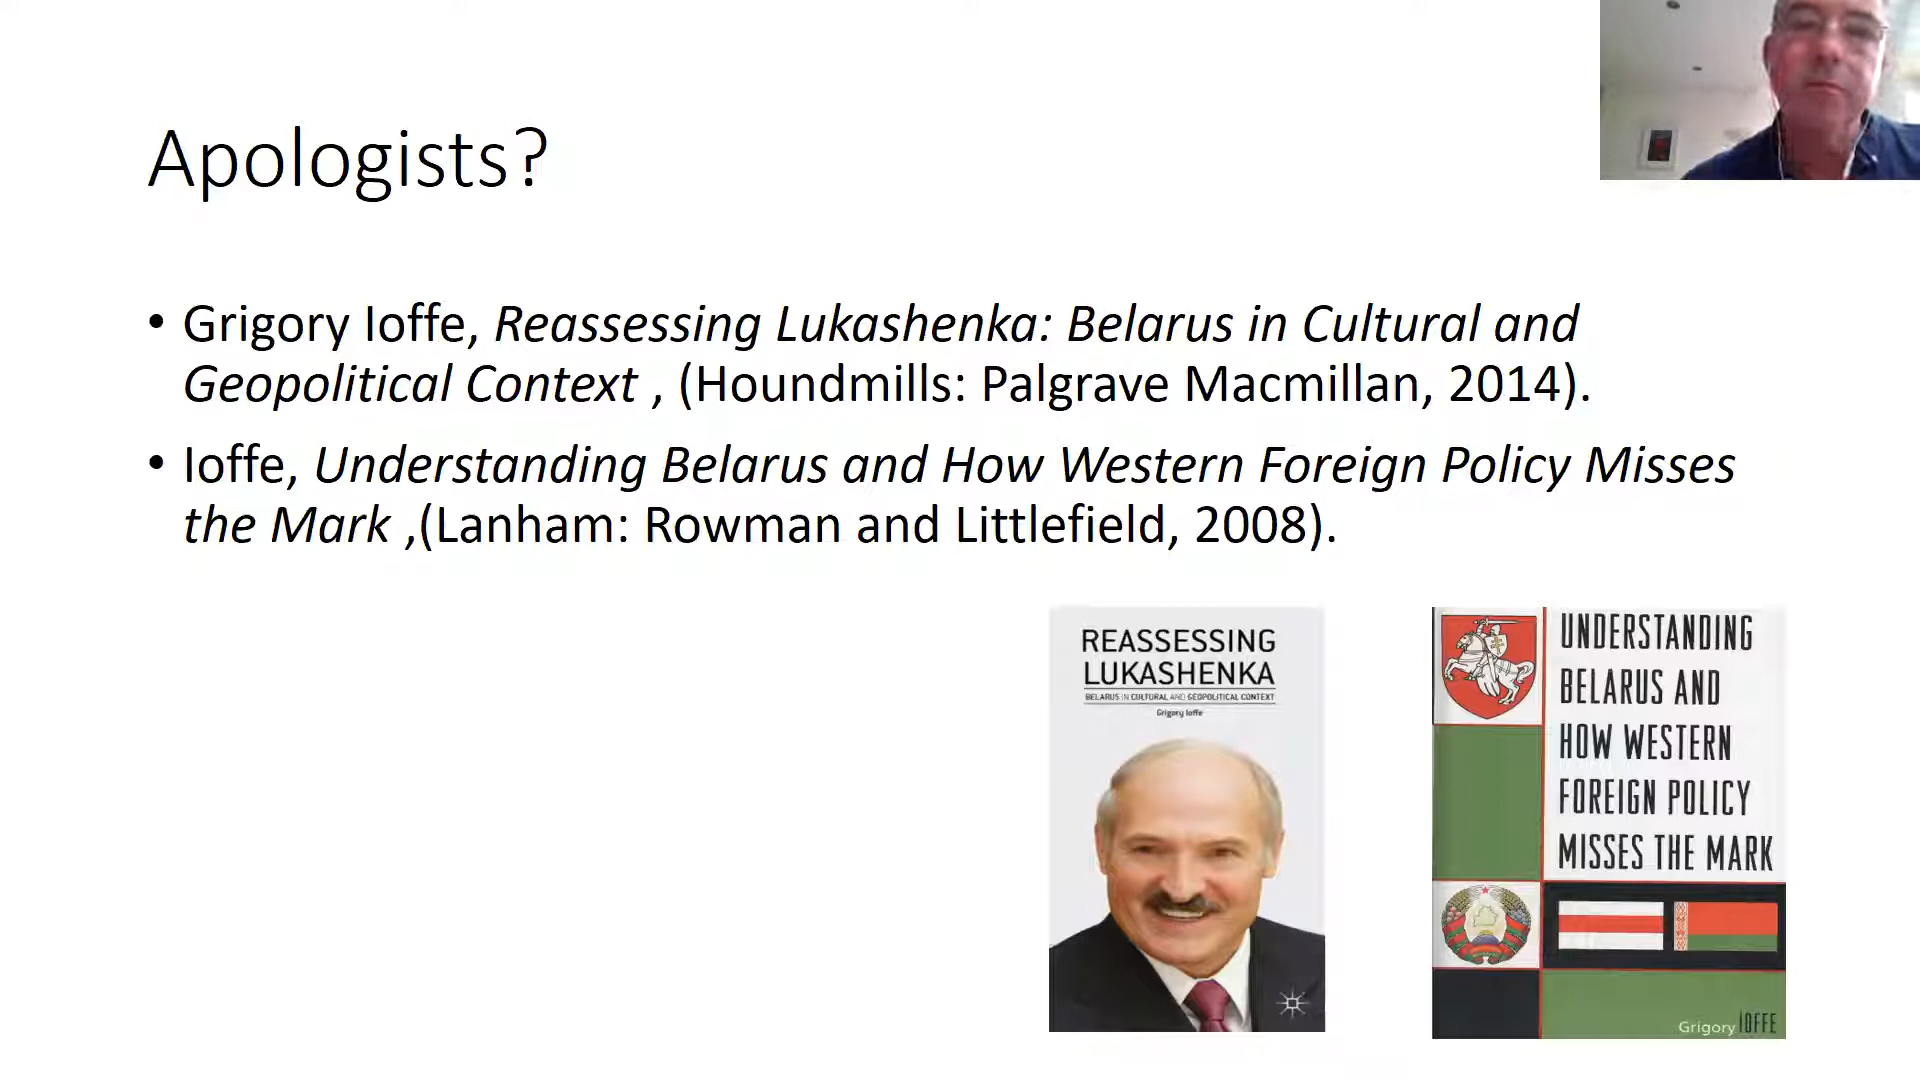 Apologists?
• Grigory Ioffe, Reassessing Lukashenka: Belarus in Cultural and
Geopolitical Context , (Houndmills: Palgrave Macmillan, 2014).
• Ioffe, Understanding Belarus and How Western Foreign Policy Misses
the Mark ,(Lanham: Rowman and Littlefield, 2008).
REASSESSING
LUKASHENKA
BELARUS IN CULTURAL AND GEOPOLITICAL CONTEXT
Grigory Ioffe
UNDERSTANDING
BELARUS AND
HOW WESTERN
FOREIGN POLICY
MISSES THE MARK
Grigory IOFFE